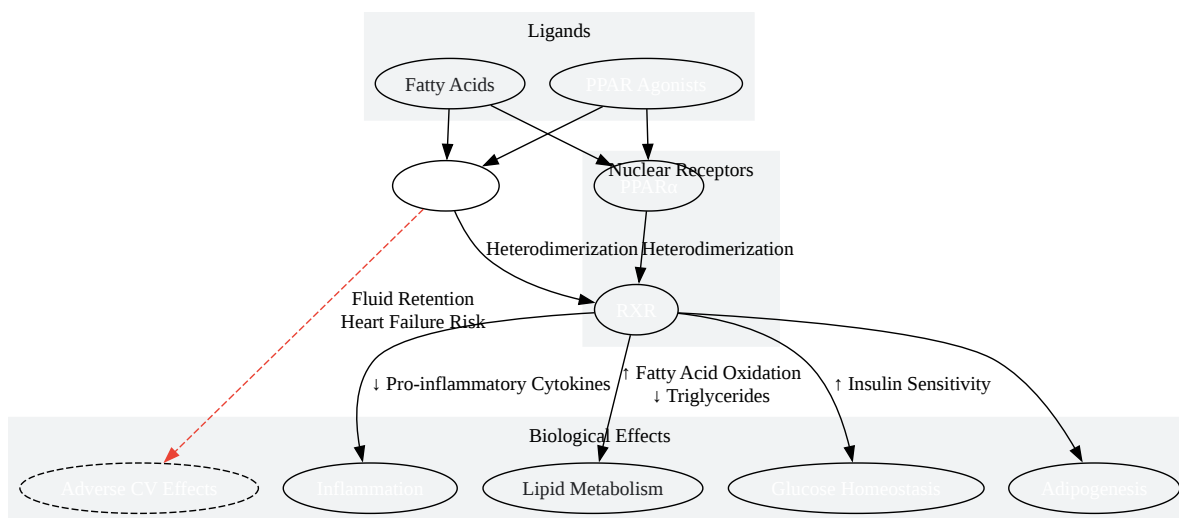 Ligands
Fatty Acids
PPAR Agonists
Nuclear Receptors
PPARα
Heterodimerization
Heterodimerization
RXR
Fluid Retention
Heart Failure Risk
↓ Pro-inflammatory Cytokines
↑ Fatty Acid Oxidation
↓ Triglycerides
↑ Insulin Sensitivity
Biological Effects
Adverse CV Effects
Inflammation
Lipid Metabolism
Glucose Homeostasis
Adipogenesis